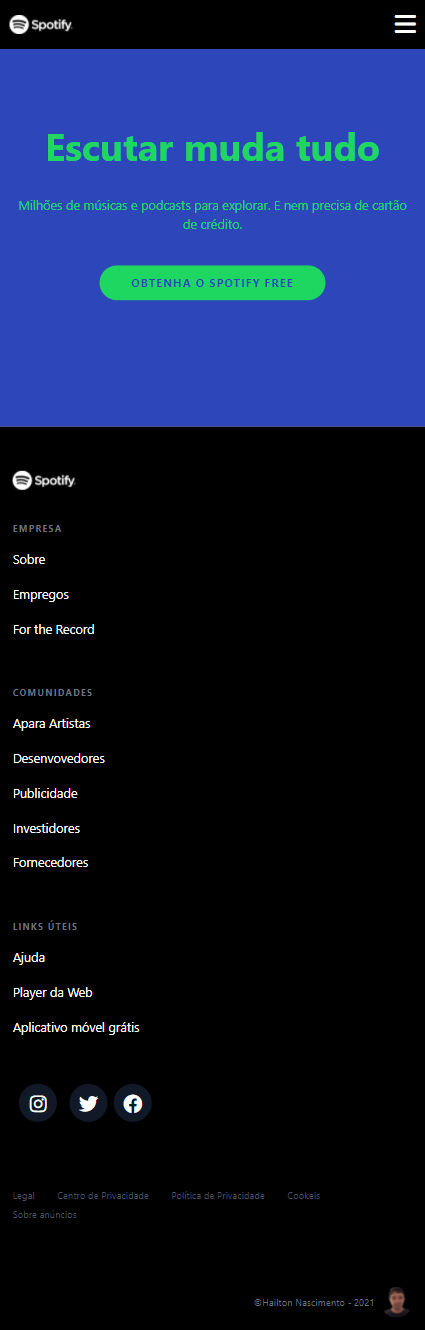 Spotify
Escutar muda tudo
Milhões de músicas e podcasts para explorar. E nem precisa de cartão
de crédito.
OBTENHA O SPOTIFY FREE
Spotify
EMPRESA
Sobre
Empregos
For the Record
COMUNIDADES
Apara Artistas
Desenvovedores
Publicidade
Investidores
Fornecedores
LINKS ÚTEIS
Ajuda
Player da Web
Aplicativo móvel grátis
Legal Centro de Privacidade Política de Privacidade Cookeis
Sobre anúncios
©Hailton Nascimento - 2021